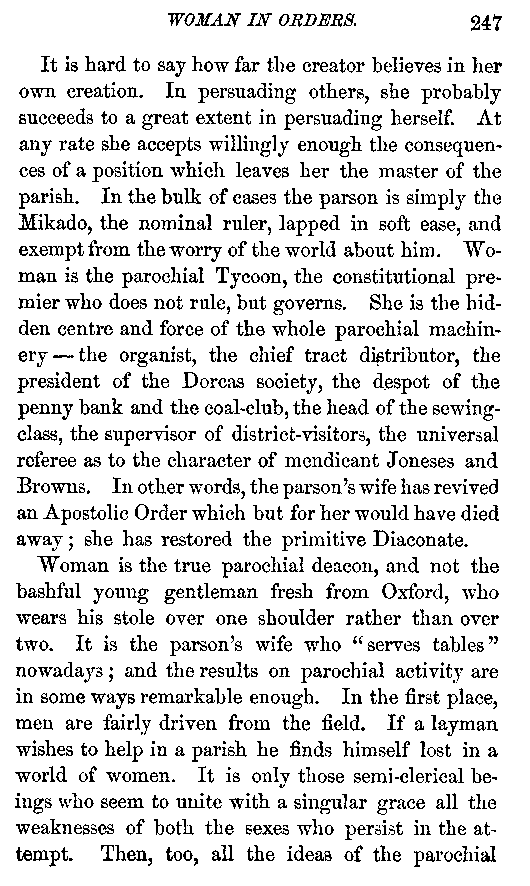 WOMAN IN ORDERS. 247
It is hard to say how far the creator believes in her
own creation. In persuading others, she probably
succeeds to a great extent in persuading herself. At
any rate she accepts willingly enough the consequen-
ces of a position which leaves her the master of the
parish. In the bulk of cases the parson is simply the
Mikado, the nominal ruler, lapped in soft ease, and
exempt from the worry of the world about him. Wo-
man is the parochial Tycoon, the constitutional pre-
mier who does not rule, but governs. She is the hid-
den centre and force of the whole parochial machin-
ery — the organist, the chief tract distributor, the
president of the Dorcas society, the despot of the
penny bank and the coal-club, the head of the sewing-
class, the supervisor of district-visitors, the universal
referee as to the character of mendicant Joneses and
Browns. In other words, the parson's wife has revived
an Apostolic Order which but for her would have died
away; she has restored the primitive Diaconate.
Woman is the true parochial deacon, and not the
bashful young gentleman fresh from Oxford, who
wears his stole over one shoulder rather than over
two. It is the parson's wife who "serves tables"
nowadays; and the results on parochial activity are
in some ways remarkable enough. In the first place,
men are fairly driven from the field. If a layman
wishes to help in a parish he finds himself lost in a
world of women. It is only those semi-clerical be-
ings who seem to unite with a singular grace all the
weaknesses of both the sexes who persist in the at-
tempt. Then, too, all the ideas of the parochial